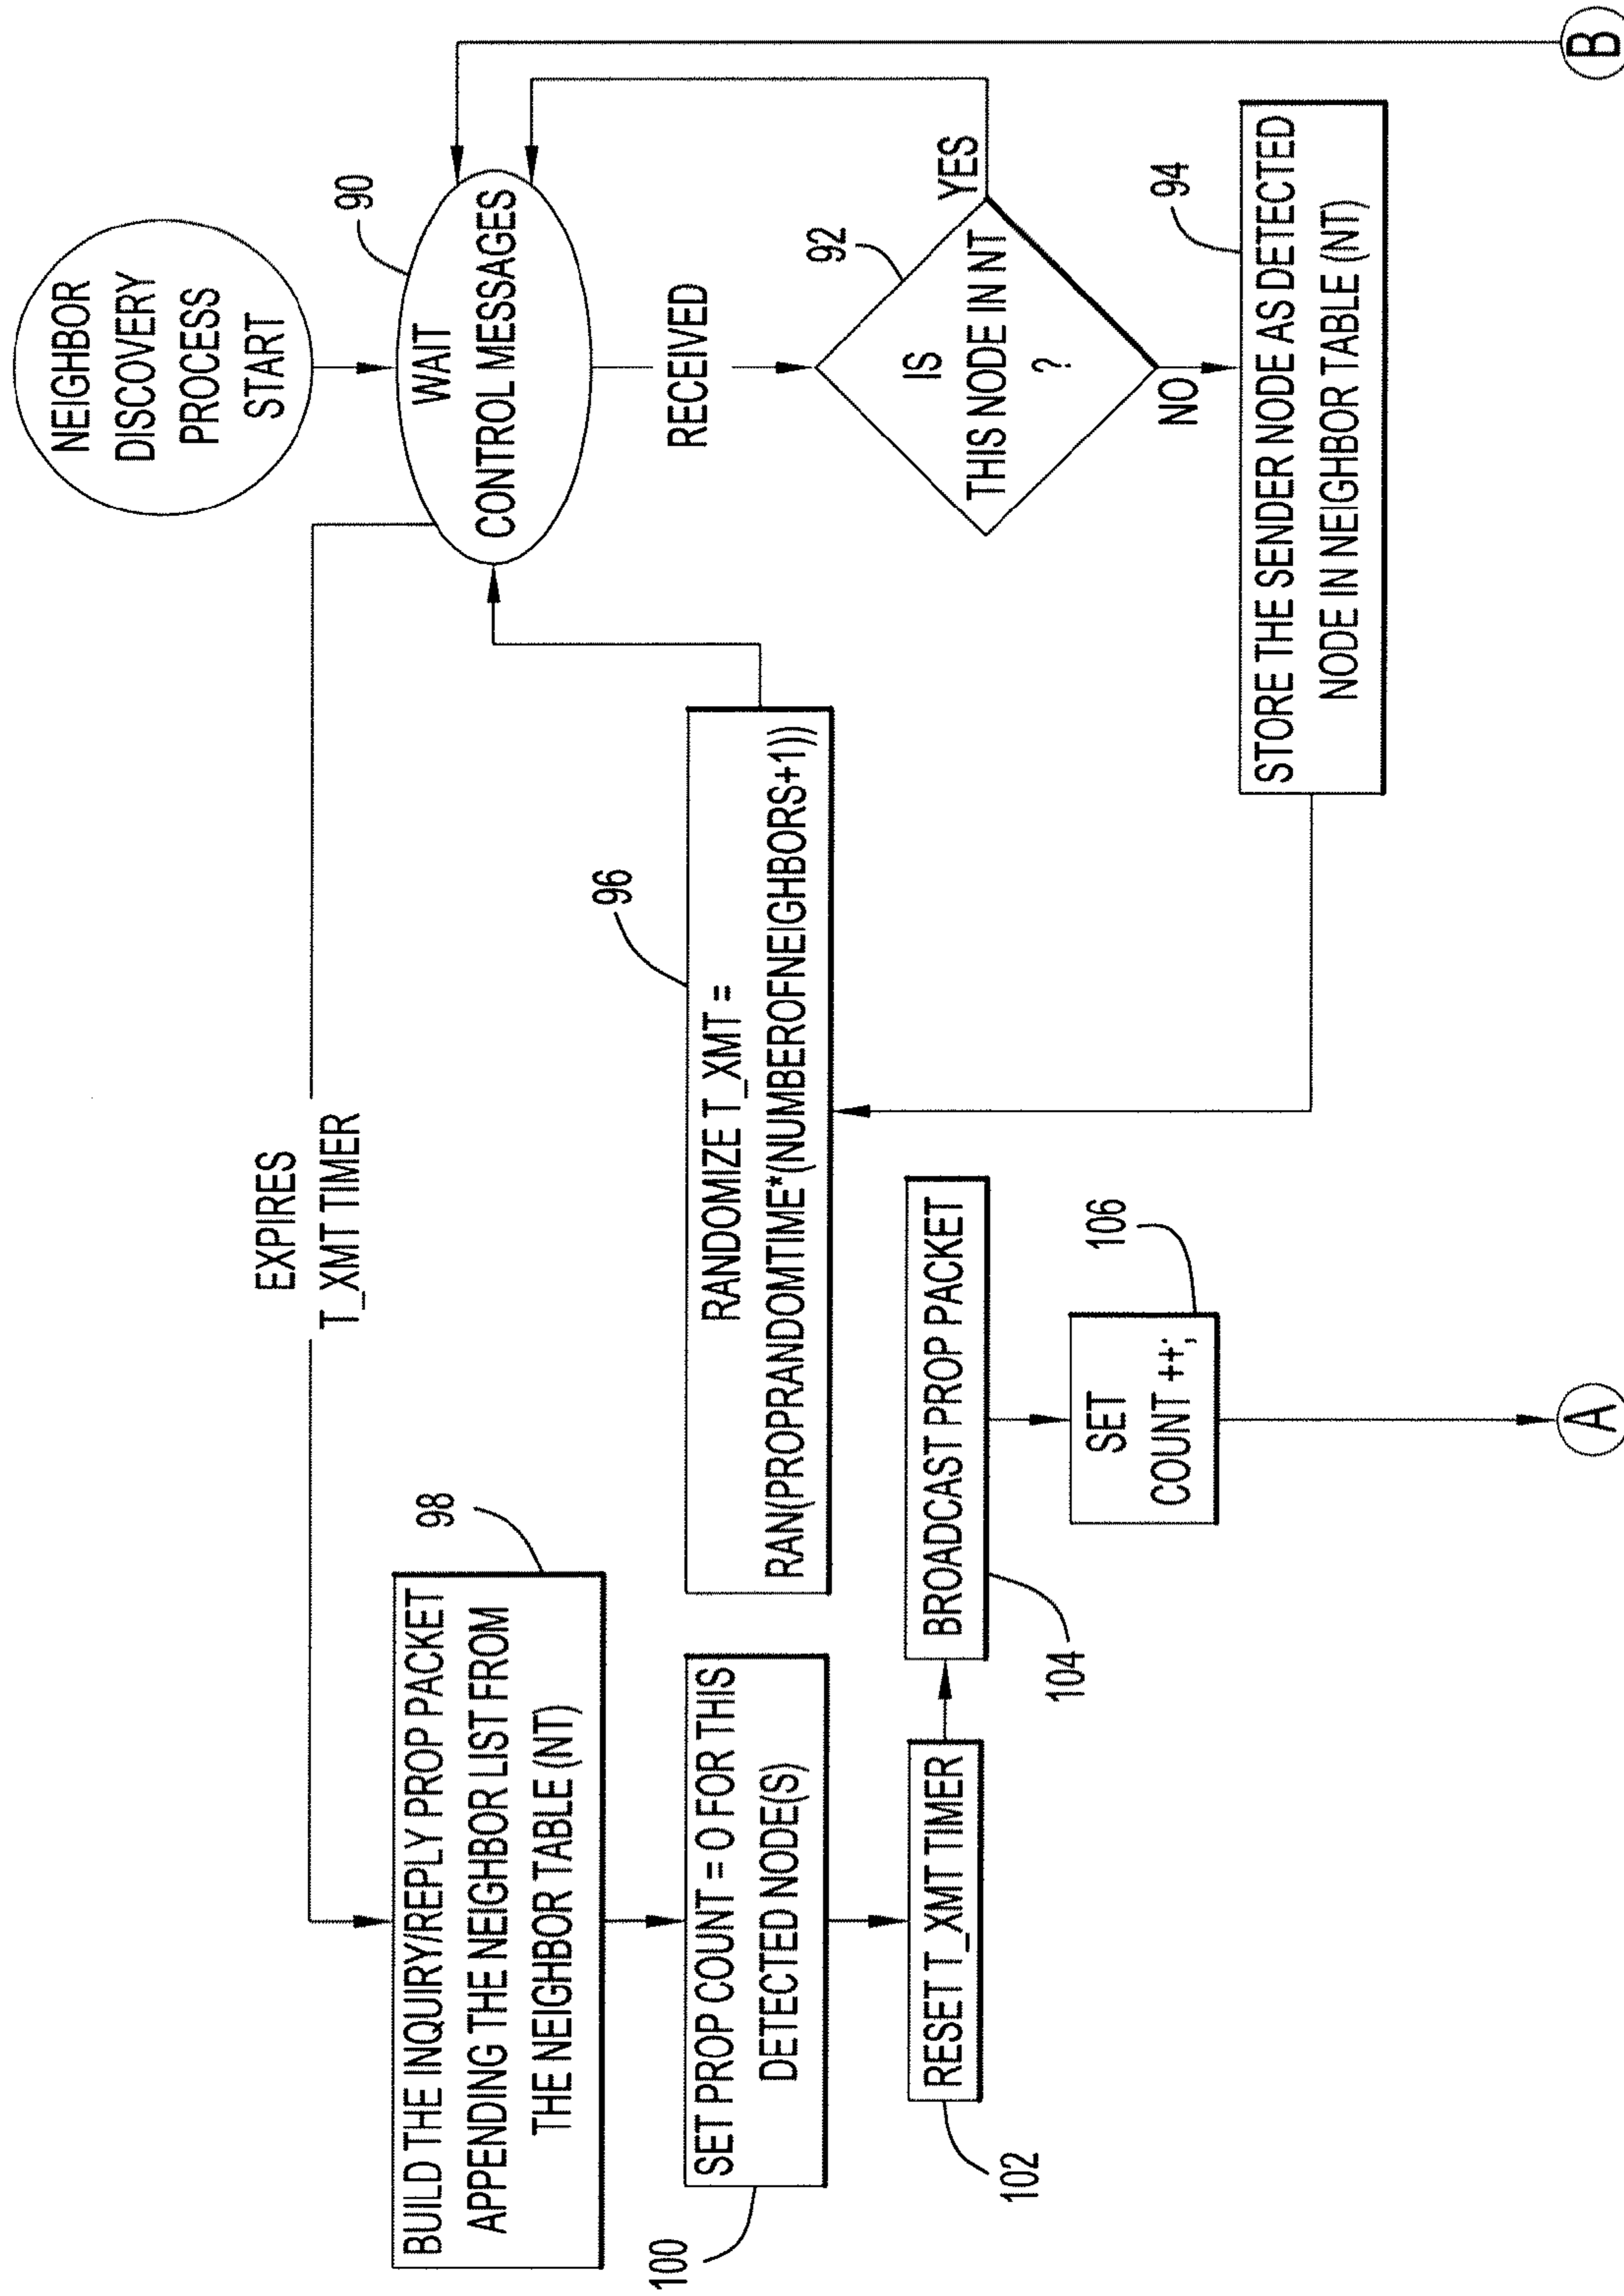 NEIGHBOR
DISCOVERY
PROCESS
START
90
WAIT
CONTROL MESSAGES
RECEIVED
92
IS
THIS NODE IN NT
?
YES
NO
94
STORE THE SENDER NODE AS DETECTED
NODE IN NEIGHBOR TABLE (NT)
96
RANDOMIZE T_XMT =
RAN(PROPRANDOMTIME*(NUMBEROFNEIGHBORS+1))
EXPIRES
T_XMT TIMER
98
BUILD THE INQUIRY/REPLY PROP PACKET
APPENDING THE NEIGHBOR LIST FROM
THE NEIGHBOR TABLE (NT)
100
SET PROP COUNT = 0 FOR THIS
DETECTED NODE(S)
102
RESET T_XMT TIMER
104
BROADCAST PROP PACKET
106
SET
COUNT ++;
A
B